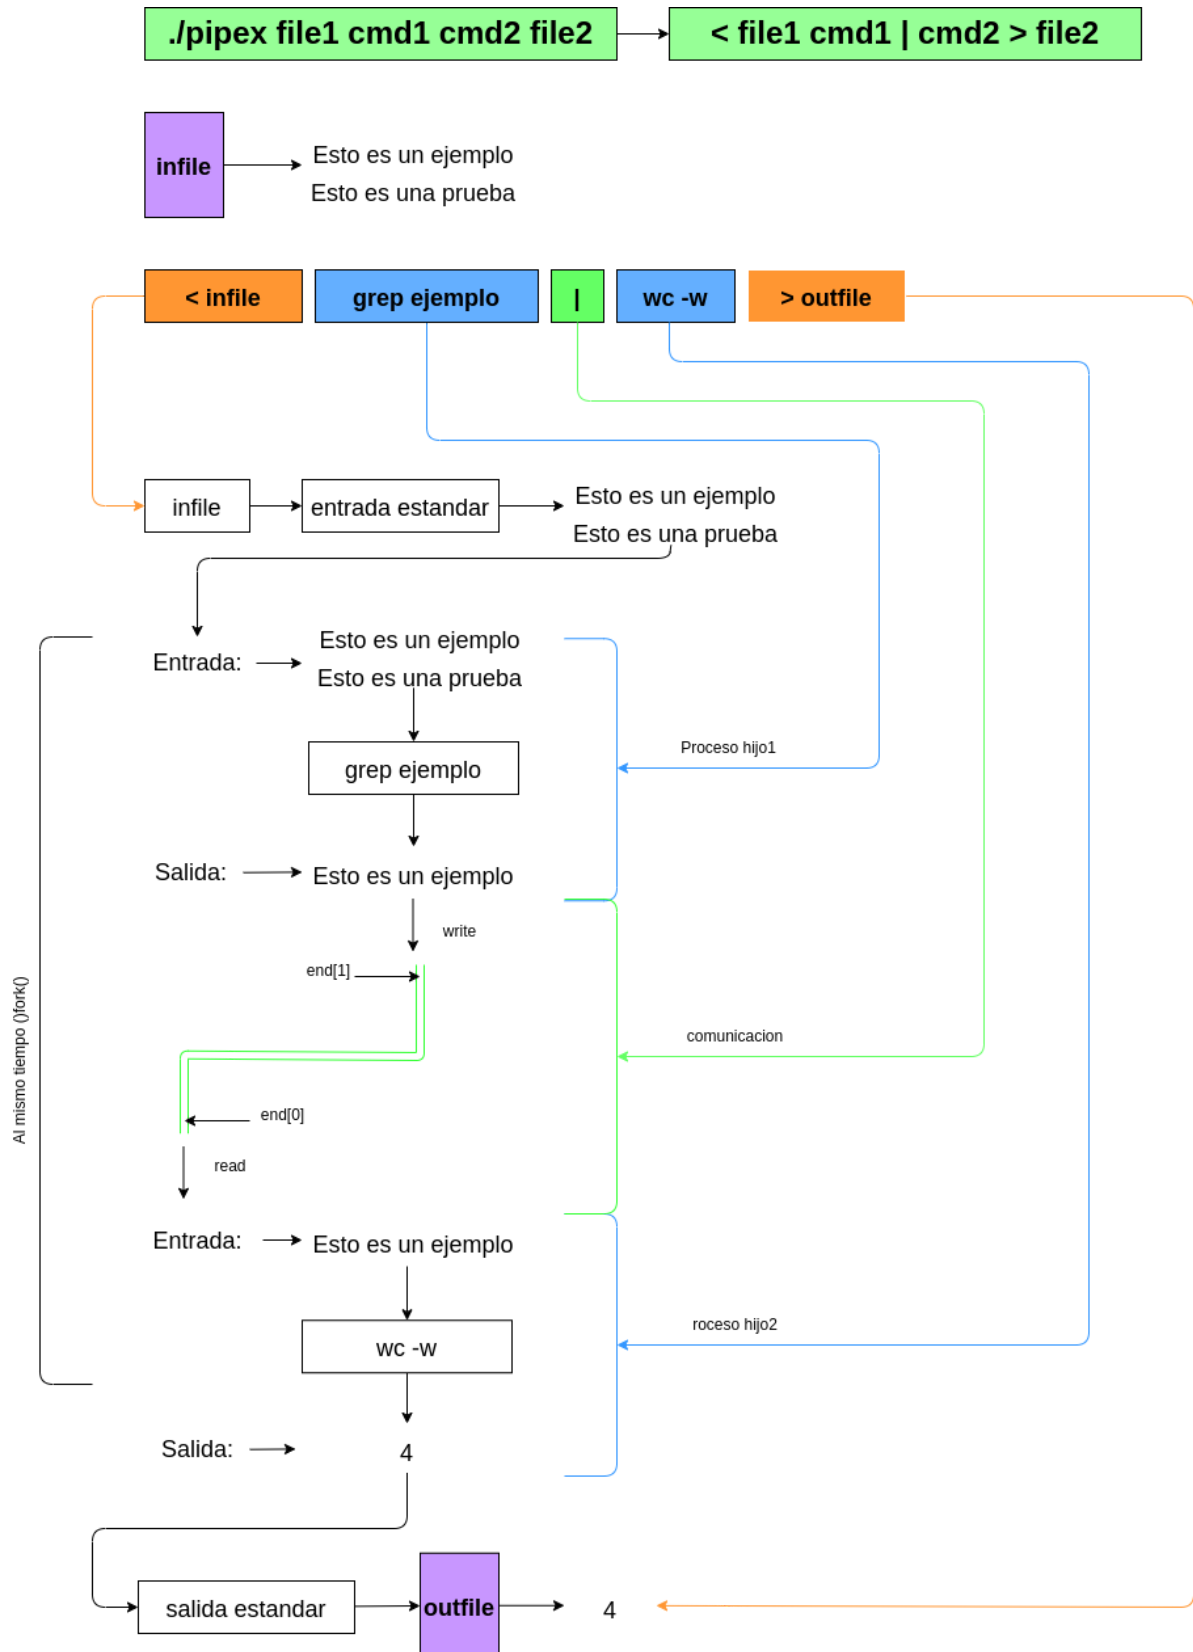 ./pipex file1 cmd1 cmd2 file2
< file1 cmd1 | cmd2 > file2
infile
Esto es un ejemplo
Esto es una prueba
< infile
grep ejemplo
|
wc -w
> outfile
infile
entrada estandar
Esto es un ejemplo
Esto es una prueba
Entrada:
Esto es un ejemplo
Esto es una prueba
grep ejemplo
Proceso hijo1
Salida:
Esto es un ejemplo
write
end[1]
comunicacion
Al mismo tiempo ()fork()
end[0]
read
Entrada:
Esto es un ejemplo
wc -w
roceso hijo2
Salida:
4
salida estandar
outfile
4